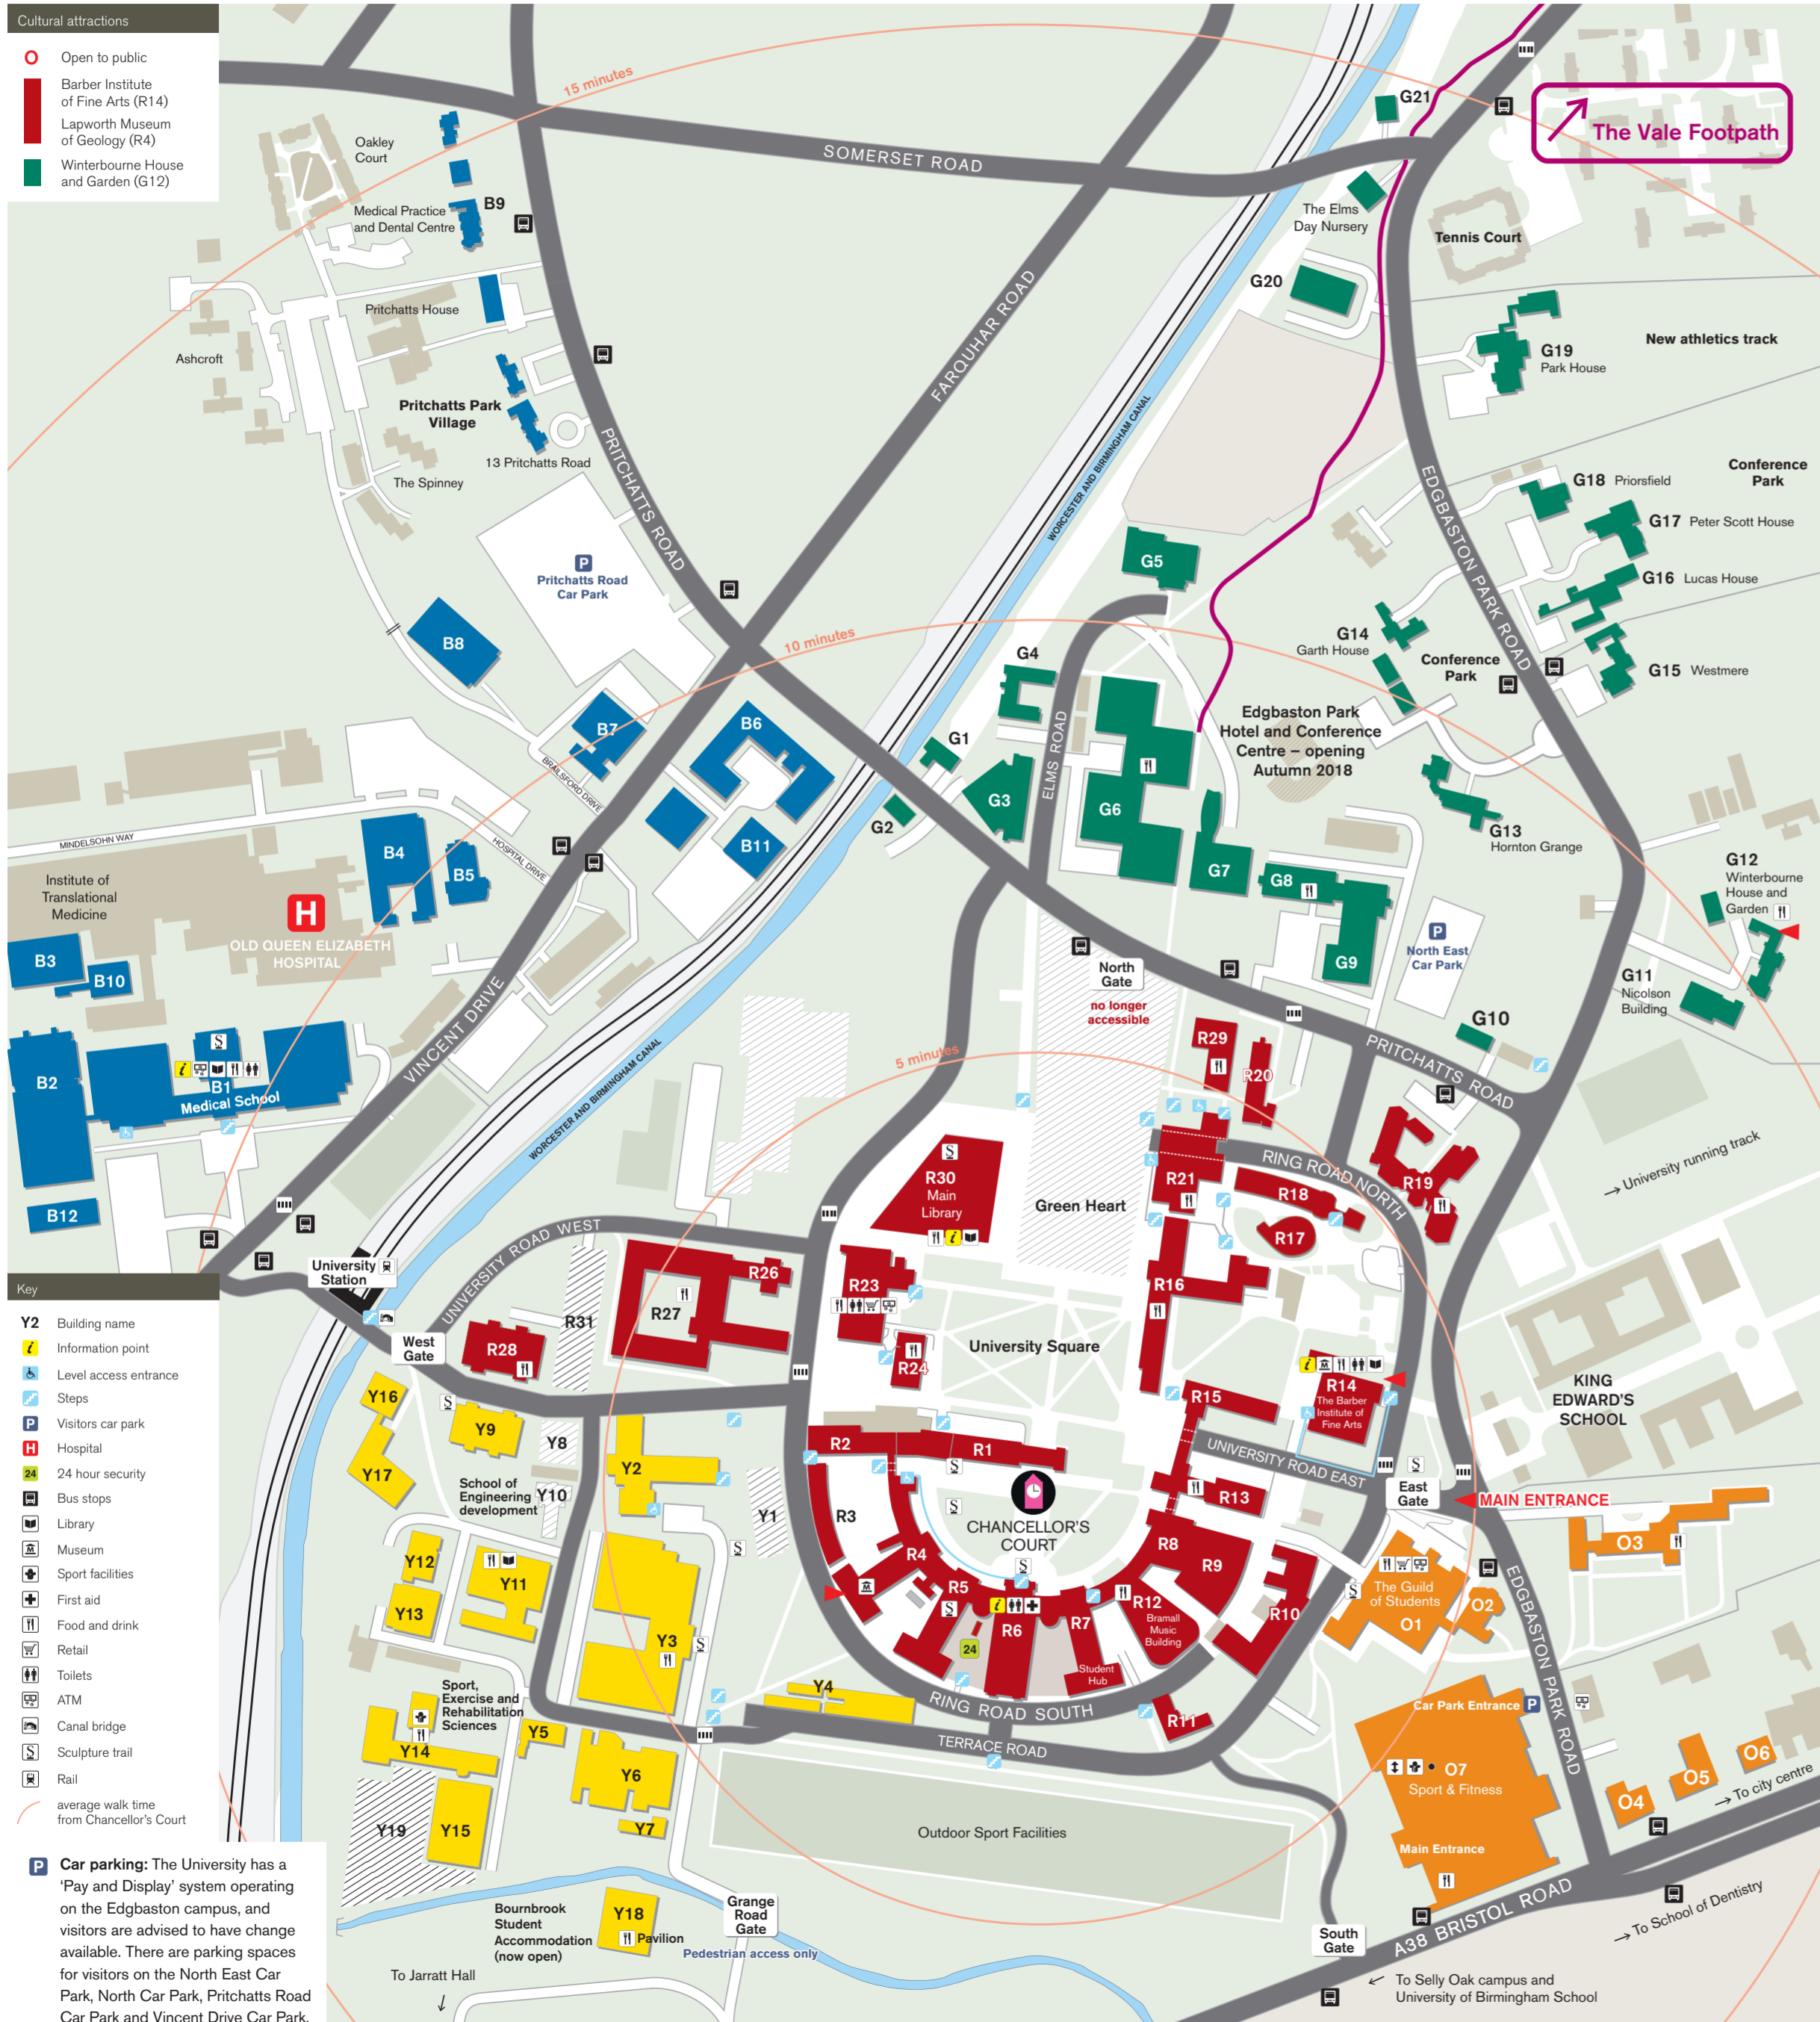 Cultural attractions
O Open to public
Barber Institute
of Fine Arts (R14)
Lapworth Museum
of Geology (R4)
Winterbourne House
and Garden (G12)
15 minutes
SOMERSET ROAD
G21
The Vale Footpath
Oakley
Court
B9
Medical Practice
and Dental Centre
The Elms
Day Nursery
Tennis Court
G20
Pritchatts House
Ashcroft
FARQUHAR ROAD
G19
Park House
New athletics track
Pritchatts Park
Village
13 Pritchatts Road
The Spinney
PRITCHATTS ROAD
WORCESTER AND BIRMINGHAM CANAL
EDGBASTON PARK ROAD
Conference
Park
G18 Priorsfield
G17 Peter Scott House
G16 Lucas House
G15 Westmere
G14
Garth House
Conference
Park
P
Pritchatts Road
Car Park
G5
B8
10 minutes
G4
B7
B6
BRAILSFORD DRIVE
G1
G2
G3
ELMS ROAD
G6
Edgbaston Park
Hotel and Conference
Centre – opening
Autumn 2018
G13
Hornton Grange
MINDELSOHN WAY
HOSPITAL DRIVE
B4
B5
B11
G7
G8
G9
G12
Winterbourne
House and
Garden
Institute of
Translational
Medicine
H
OLD QUEEN ELIZABETH
HOSPITAL
B3
B10
P
North East
Car Park
G11
Nicolson
Building
G10
North
Gate
no longer
accessible
VINCENT DRIVE
PRITCHATTS ROAD
B2
B1
Medical School
B12
WORCESTER AND BIRMINGHAM CANAL
5 minutes
R29
R20
R30
Main
Library
Green Heart
R21
RING ROAD NORTH
R18
R19
R17
University running track
UNIVERSITY ROAD WEST
University
Station
West
Gate
R28
R31
R27
R26
R23
R24
R16
University Square
R15
R14
The Barber
Institute of
Fine Arts
KING
EDWARD'S
SCHOOL
Key
Y2 Building name
Information point
Level access entrance
Steps
P Visitors car park
H Hospital
24 24 hour security
Bus stops
Library
Museum
Sport facilities
First aid
Food and drink
Retail
Toilets
ATM
Canal bridge
Sculpture trail
Rail
average walk time
from Chancellor's Court
Y16
Y9
Y17
Y8
Y2
Y10
School of
Engineering
development
Y1
Y12
Y11
Y13
Y3
R2
R1
R3
CHANCELLOR'S
COURT
UNIVERSITY ROAD EAST
R13
East
Gate
MAIN ENTRANCE
R4
R5
R6
R7
Student
Hub
R8
R9
R10
R12
Bramall
Music
Building
24
R11
The Guild
of Students
O1
O2
O3
EDGBASTON PARK ROAD
Sport,
Exercise and
Rehabilitation
Sciences
Y4
Y5
Y14
Y6
Y7
Y19
Y15
RING ROAD SOUTH
TERRACE ROAD
Outdoor Sport Facilities
Car Park Entrance P
O7
Sport & Fitness
Main Entrance
O4
O5
O6
To city centre
P Car parking: The University has a
‘Pay and Display’ system operating
on the Edgbaston campus, and
visitors are advised to have change
available. There are parking spaces
for visitors on the North East Car
Park, North Car Park, Pritchatts Road
Car Park and Vincent Drive Car Park.
Bournbrook
Student
Accommodation
(now open)
Y18
Pavilion
Grange
Road
Gate
Pedestrian access only
To Jarratt Hall
South
Gate
A38 BRISTOL ROAD
To School of Dentistry
To Selly Oak campus and
University of Birmingham School